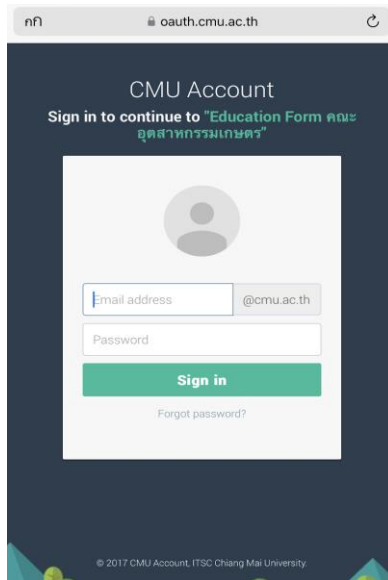 กกิ oauth.cmu.ac.th
CMU Account
Sign in to continue to "Education Form คณะ
อุตสาหกรรมเกษตร"
Email address @cmu.ac.th
Password
Sign in
Forgot password?
© 2017 CMU Account, ITSC Chiang Mai University.